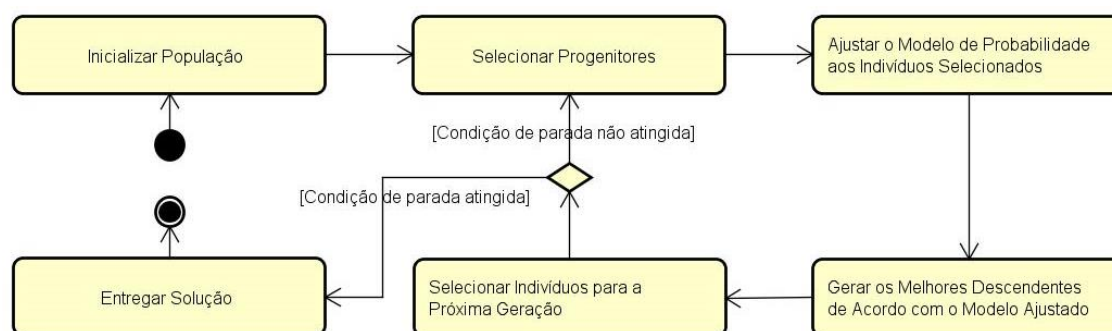 Inicializar População
Selecionar Progenitores
Ajustar o Modelo de Probabilidade
aos Indivíduos Selecionados
[Condição de parada não atingida]
[Condição de parada atingida]
Entregar Solução
Selecionar Indivíduos para a
Próxima Geração
Gerar os Melhores Descendentes
de Acordo com o Modelo Ajustado